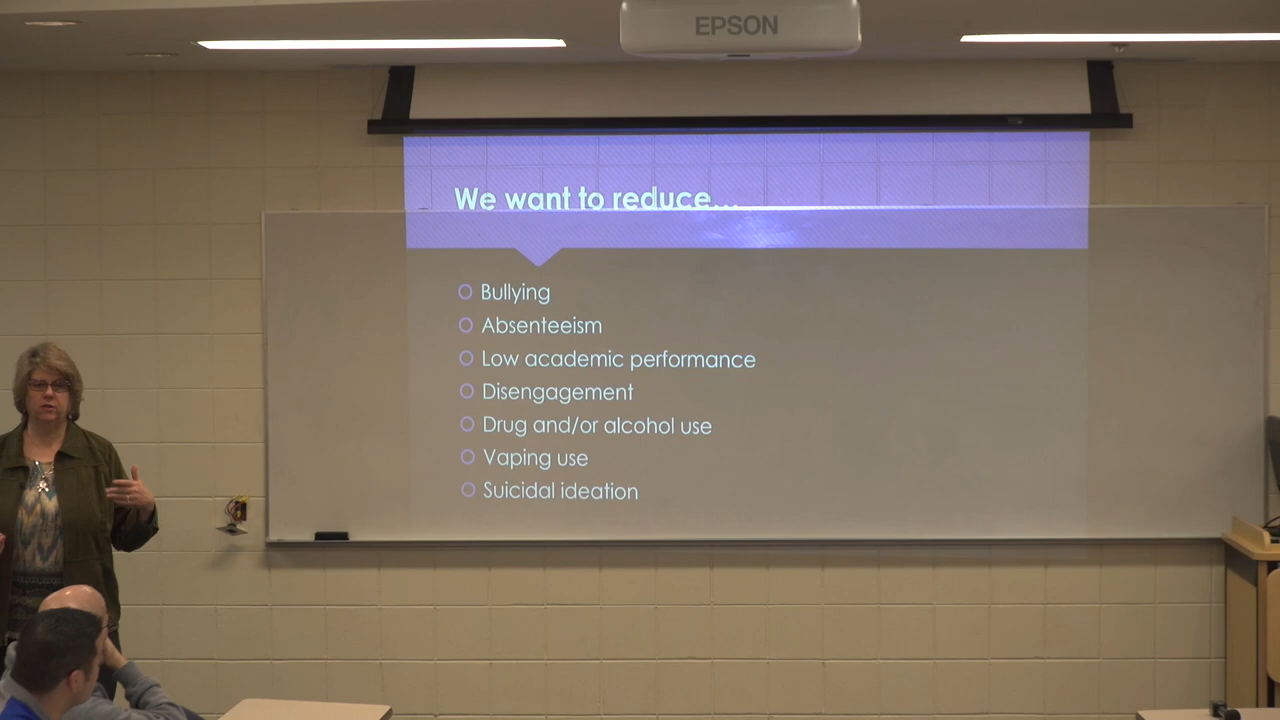 EPSON
We want to reduce...
Bullying
Absenteeism
Low academic performance
Disengagement
Drug and/or alcohol use
Vaping use
Suicidal ideation